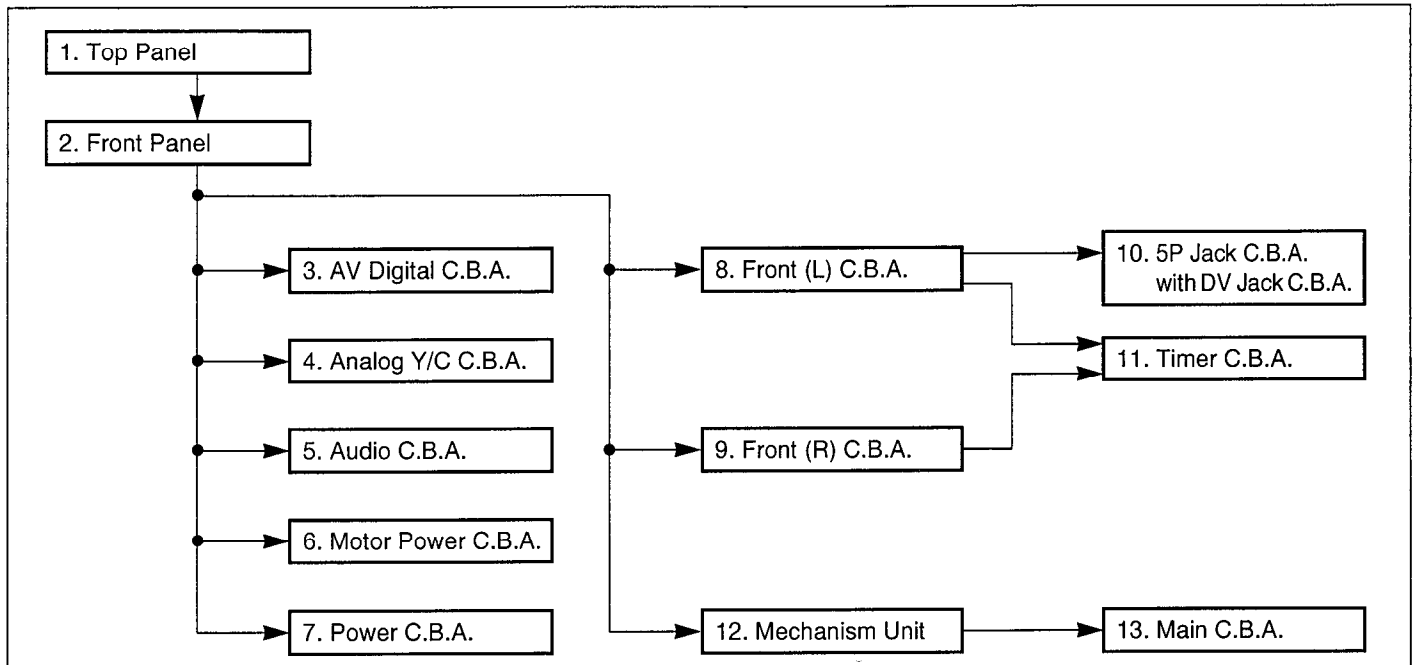 1. Top Panel
2. Front Panel
3. AV Digital C.B.A.
4. Analog Y/C C.B.A.
5. Audio C.B.A.
6. Motor Power C.B.A.
7. Power C.B.A.
8. Front (L) C.B.A.
9. Front (R) C.B.A.
12. Mechanism Unit
10. 5P Jack C.B.A.
with DV Jack C.B.A.
11. Timer C.B.A.
13. Main C.B.A.